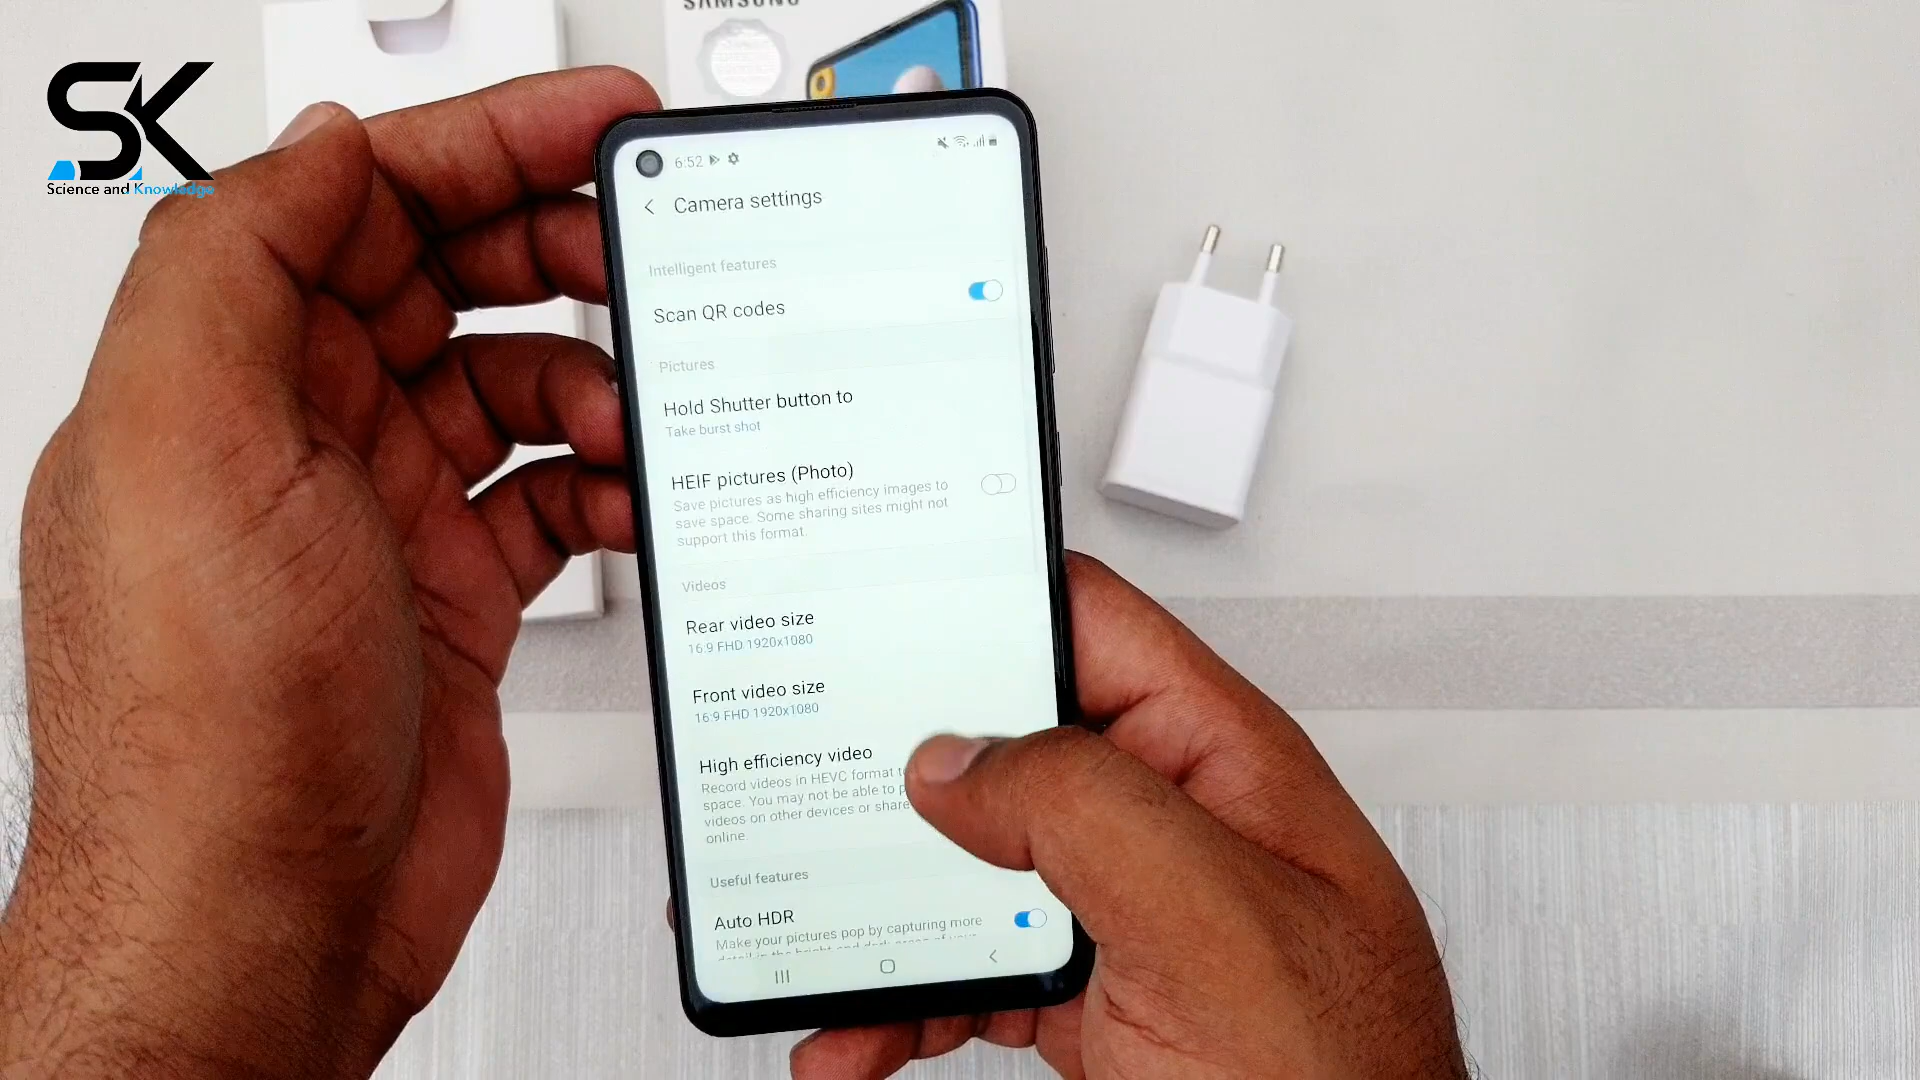 SAMSUNG
SK
Science and Knowledge
6:52
Camera settings
Intelligent features
Scan QR codes
Pictures
Hold Shutter button to
Take burst shot
HEIF pictures (Photo)
Save pictures as high efficiency images to
save space. Some sharing sites might not
support this format.
Videos
Rear video size
16:9 FHD 1920x1080
Front video size
16:9 FHD 1920x1080
High efficiency video
Record videos in HEVC format
space. You may not be able to
videos on other devices or share
online.
Useful features
Auto HDR
Make your pictures pop by capturing more